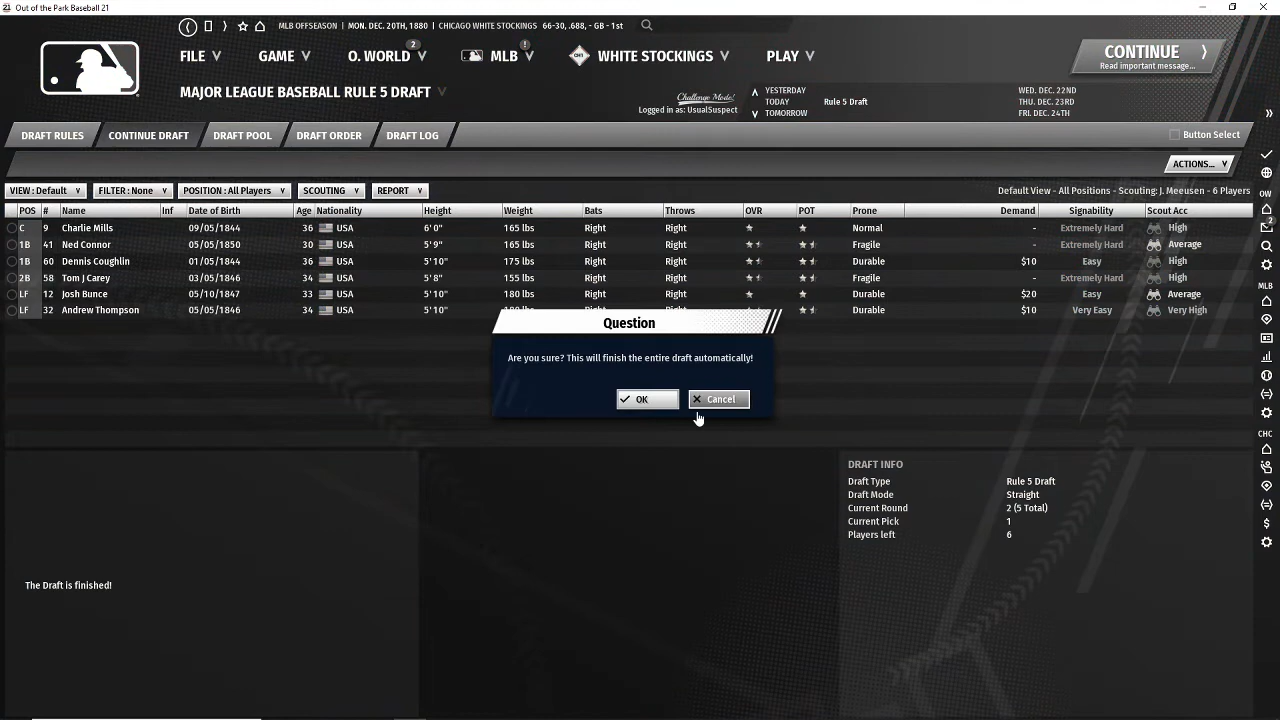 Out of the Park Baseball 21
MLB OFFSEASON | MON. DEC. 20TH, 1880 | CHICAGO WHITE STOCKINGS 66-30, .688, - GB - 1st
FILE GAME O. WORLD 2 MLB ! WHITE STOCKINGS PLAY
CONTINUE
Read important message...
MAJOR LEAGUE BASEBALL RULE 5 DRAFT
Challenge Mode!
Logged in as: UsualSuspect
YESTERDAY WED. DEC. 22ND
TODAY Rule 5 Draft THU. DEC. 23RD
TOMORROW FRI. DEC. 24TH
DRAFT RULES CONTINUE DRAFT DRAFT POOL DRAFT ORDER DRAFT LOG Button Select
ACTIONS...
VIEW : Default FILTER : None POSITION : All Players SCOUTING REPORT Default View - All Positions - Scouting: J. Meeusen - 6 Players
POS # Name Inf Date of Birth Age Nationality Height Weight Bats Throws OVR POT Prone Demand Signability Scout Acc
C 9 Charlie Mills 09/05/1844 36 USA 6' 0" 165 lbs Right Right Normal - Extremely Hard High
1B 41 Ned Connor 05/05/1850 30 USA 5' 9" 165 lbs Right Right Fragile - Extremely Hard Average
1B 60 Dennis Coughlin 01/05/1844 36 USA 5' 10" 175 lbs Right Right Durable $10 Easy High
2B 58 Tom J Carey 03/05/1846 34 USA 5' 8" 155 lbs Right Right Fragile - Extremely Hard High
LF 12 Josh Bunce 05/10/1847 33 USA 5' 10" 180 lbs Right Right Durable $20 Easy Average
LF 32 Andrew Thompson 05/05/1846 34 USA 5' 10" Durable $10 Very Easy Very High
Question
Are you sure? This will finish the entire draft automatically!
OK Cancel
The Draft is finished!
DRAFT INFO
Draft Type Rule 5 Draft
Draft Mode Straight
Current Round 2 (5 Total)
Current Pick 1
Players left 6
OW
2
MLB
CHC